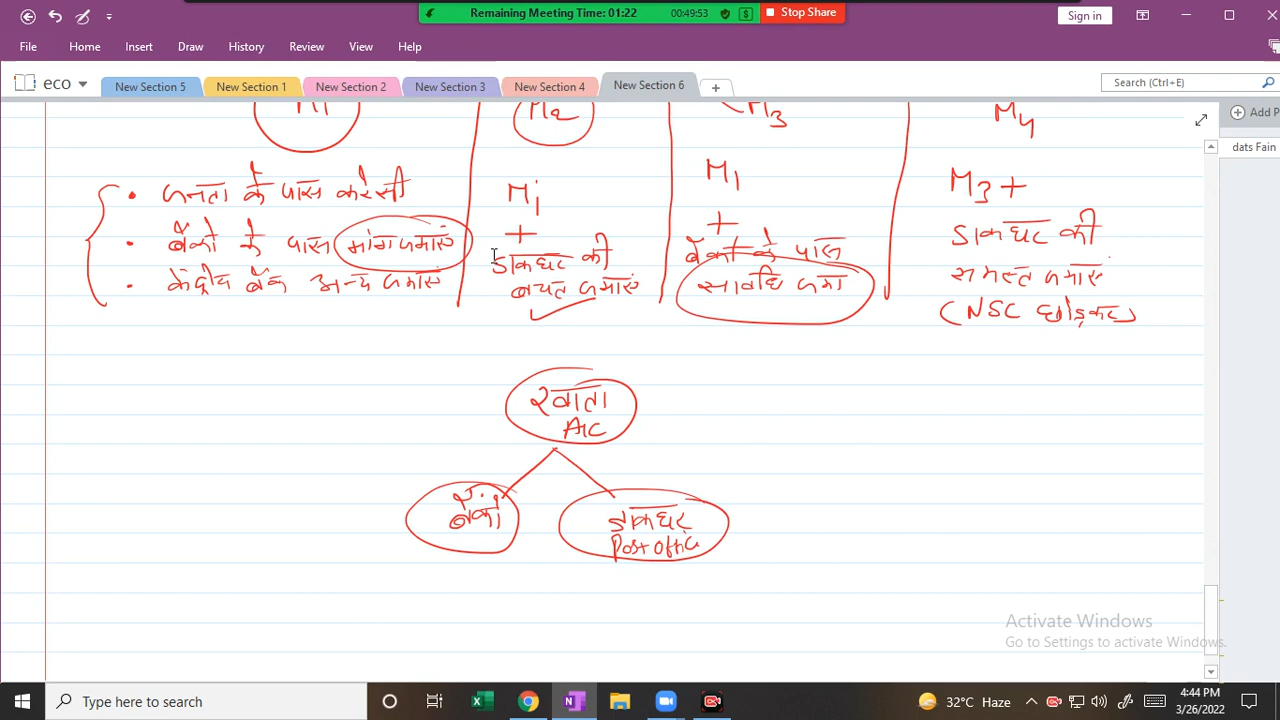 Remaining Meeting Time: 01:22
00:49:53
Stop Share
Sign in
File Home Insert Draw History Review View Help
eco New Section 5 New Section 1 New Section 2 New Section 3 New Section 4 New Section 6 +
Search (Ctrl+E)
Add P
dats Fain
M1 M2 M3 M4
• जनता के पास करेंसी
• बैंकों के पास मांग जमाएं
• केंद्रीय बैंक अन्य जमाएं
M1
+
डाकघर की
बचत जमाएं
M1
+
बैंकों के पास
सावधि जमा
M3 +
डाकघर की
समस्त जमाएं
(NSC छोड़कर)
खाता
A/C
बैंकों
डाकघर
Post Office
Activate Windows
Go to Settings to activate Windows.
Type here to search
32°C Haze
4:44 PM
3/26/2022